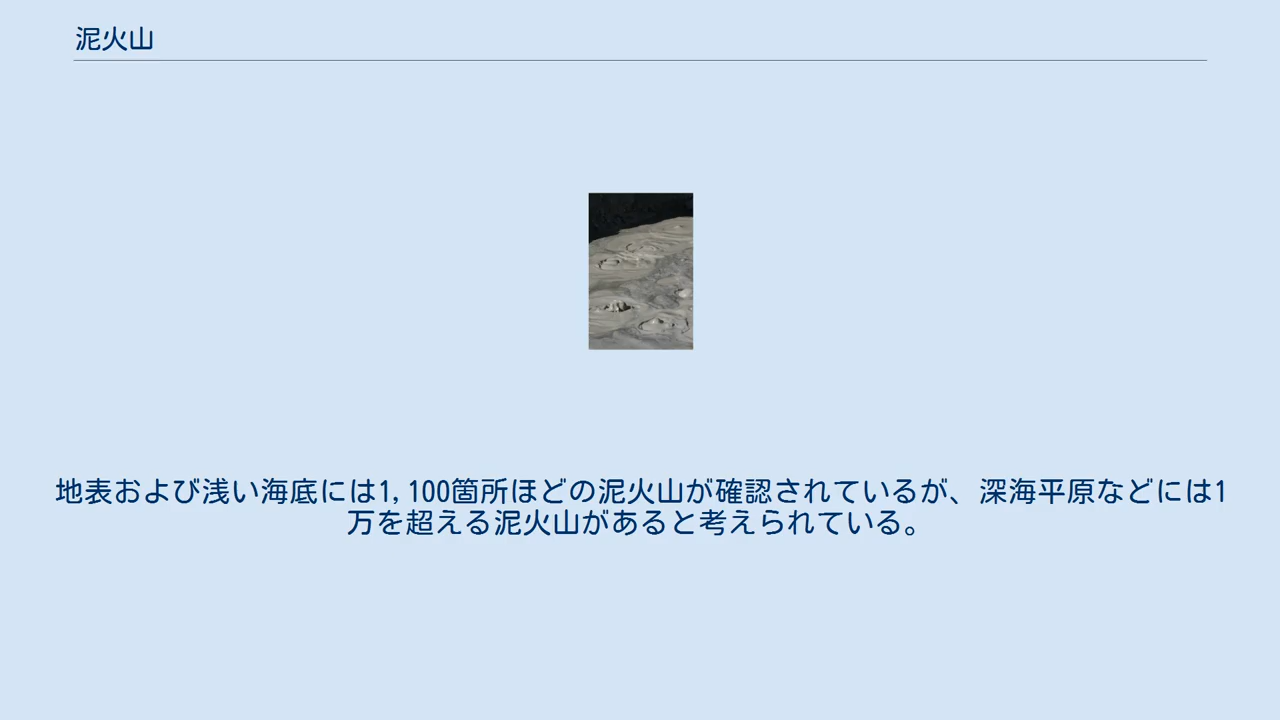 泥火山
地表および浅い海底には1,100箇所ほどの泥火山が確認されているが、深海平原などには1
万を超える泥火山があると考えられている。